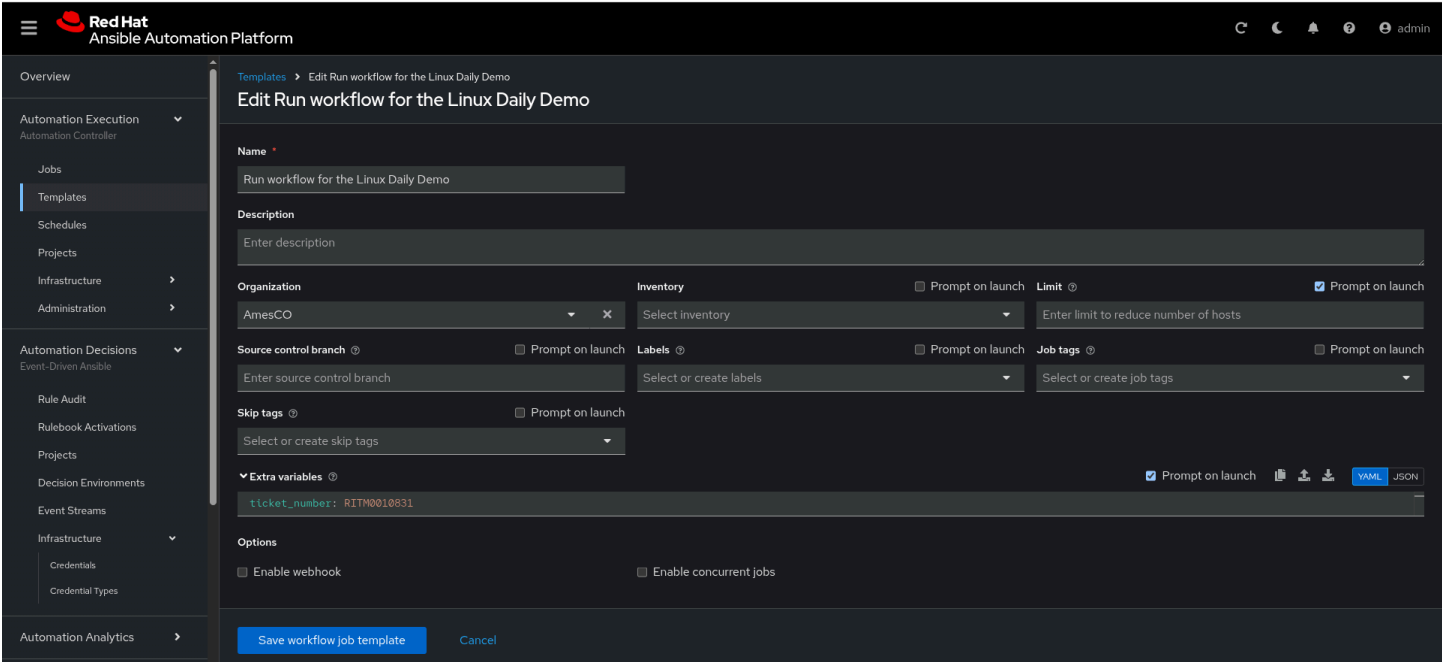 Red Hat
Ansible Automation Platform
admin
Overview
Automation Execution
Automation Controller
Jobs
Templates
Schedules
Projects
Infrastructure
Administration
Automation Decisions
Event-Driven Ansible
Rule Audit
Rulebook Activations
Projects
Decision Environments
Event Streams
Infrastructure
Credentials
Credential Types
Automation Analytics
Templates > Edit Run workflow for the Linux Daily Demo
Edit Run workflow for the Linux Daily Demo
Name *
Run workflow for the Linux Daily Demo
Description
Enter description
Organization
AmesCO
Inventory Prompt on launch
Select inventory
Limit Prompt on launch
Enter limit to reduce number of hosts
Source control branch Prompt on launch
Enter source control branch
Labels Prompt on launch
Select or create labels
Job tags Prompt on launch
Select or create job tags
Skip tags Prompt on launch
Select or create skip tags
Extra variables Prompt on launch YAML JSON
ticket_number: RITM0010831
Options
Enable webhook
Enable concurrent jobs
Save workflow job template Cancel